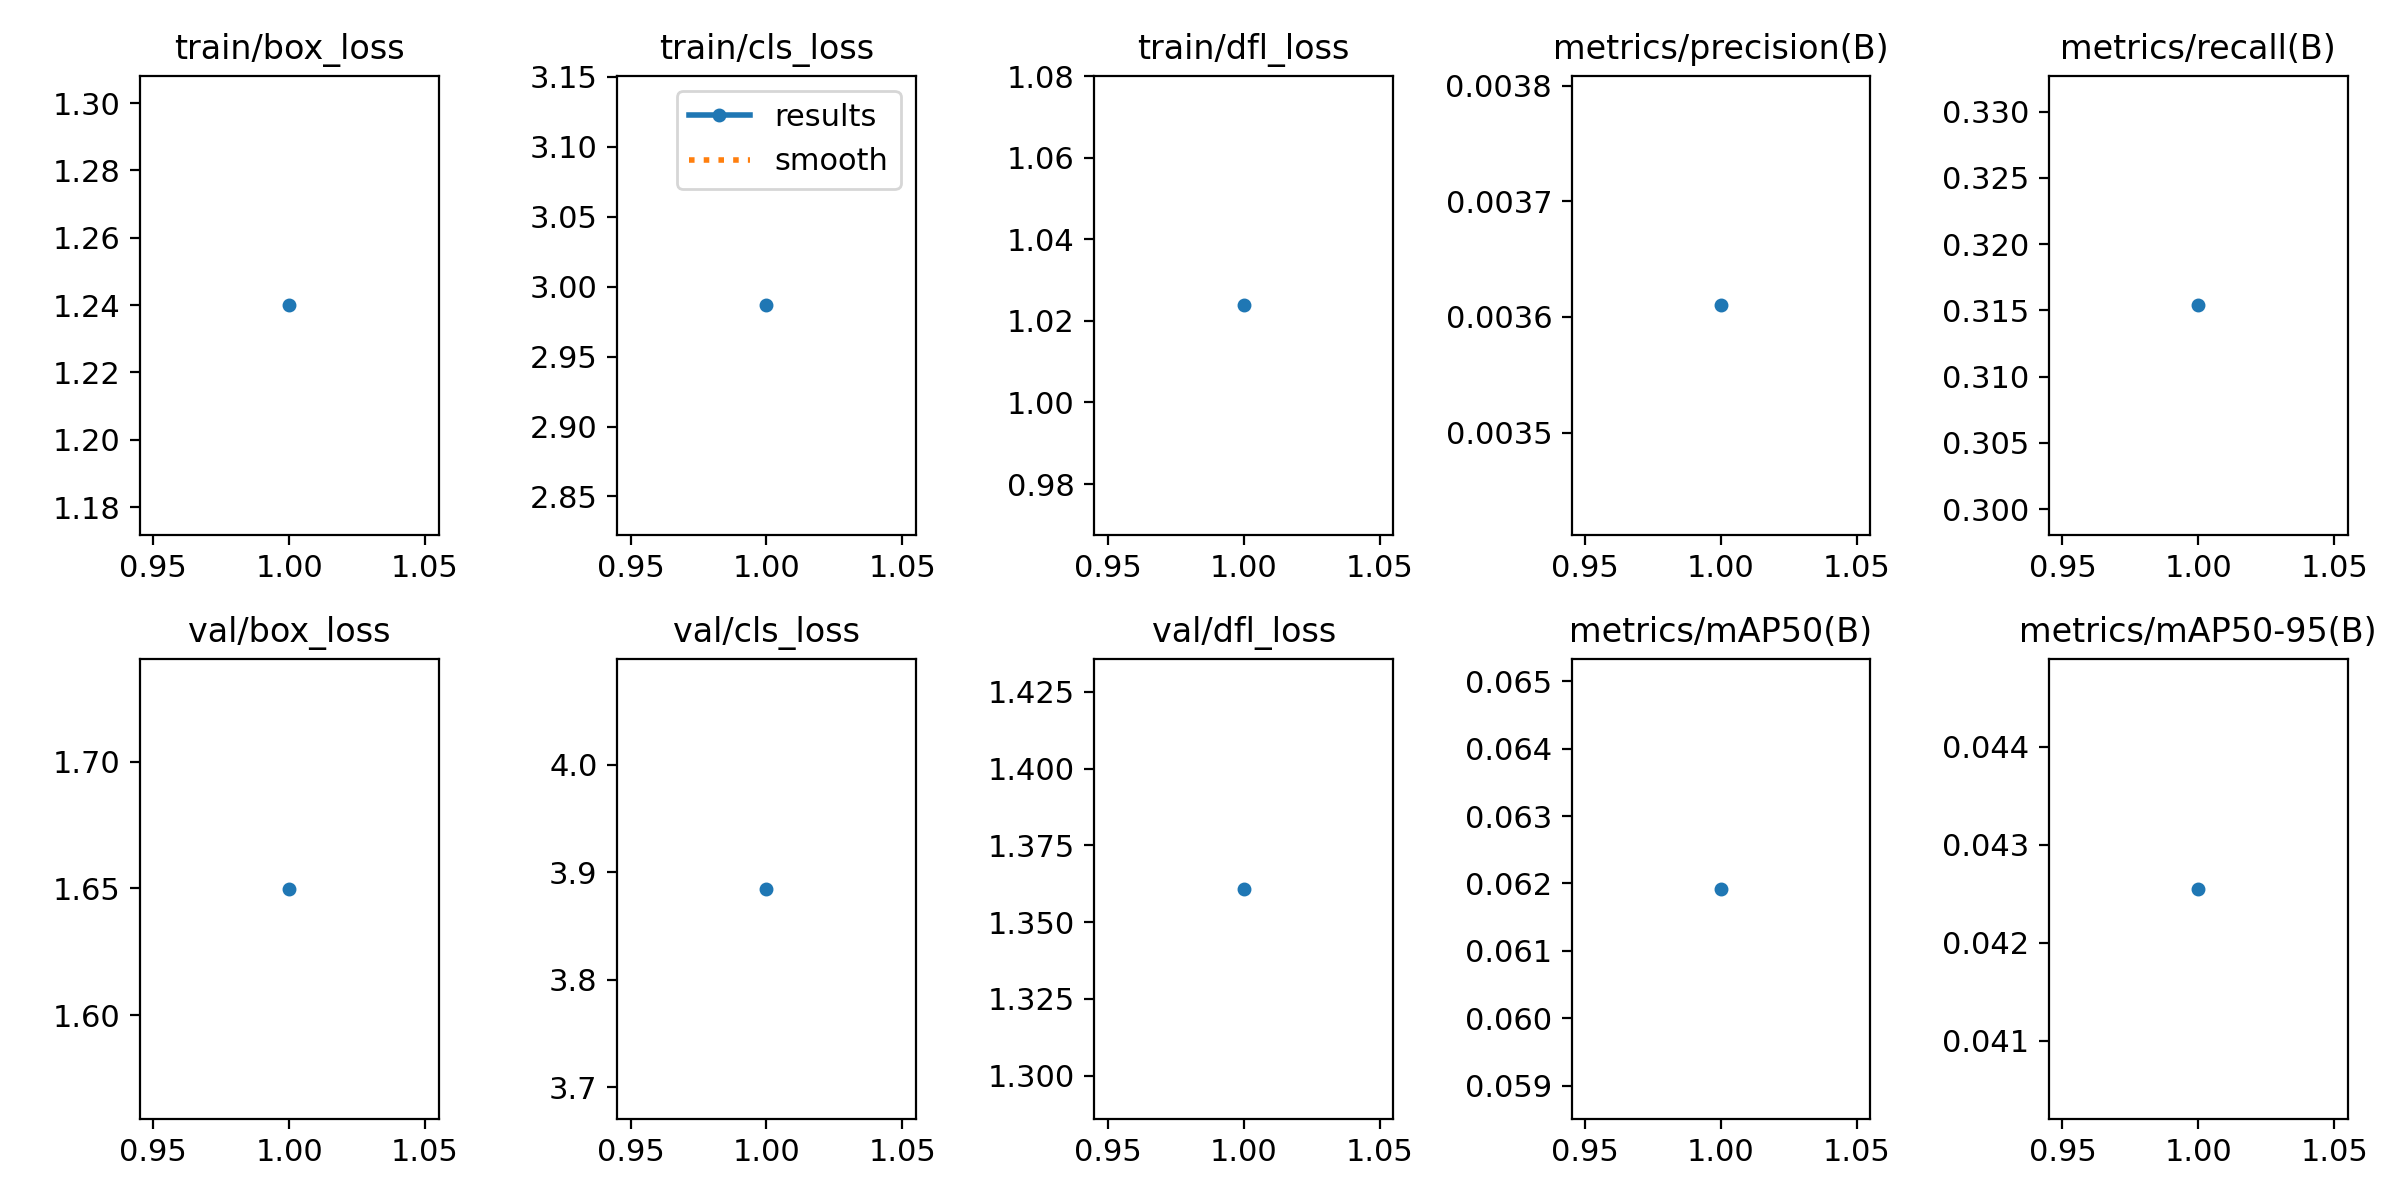 train/box_loss
1.30
1.28
1.26
1.24
1.22
1.20
1.18
0.95 1.00 1.05
train/cls_loss
results
smooth
3.15
3.10
3.05
3.00
2.95
2.90
2.85
0.95 1.00 1.05
train/dfl_loss
1.08
1.06
1.04
1.02
1.00
0.98
0.95 1.00 1.05
metrics/precision(B)
0.0038
0.0037
0.0036
0.0035
0.95 1.00 1.05
metrics/recall(B)
0.330
0.325
0.320
0.315
0.310
0.305
0.300
0.95 1.00 1.05
val/box_loss
1.70
1.65
1.60
0.95 1.00 1.05
val/cls_loss
4.0
3.9
3.8
3.7
0.95 1.00 1.05
val/dfl_loss
1.425
1.400
1.375
1.350
1.325
1.300
0.95 1.00 1.05
metrics/mAP50(B)
0.065
0.064
0.063
0.062
0.061
0.060
0.059
0.95 1.00 1.05
metrics/mAP50-95(B)
0.044
0.043
0.042
0.041
0.95 1.00 1.05